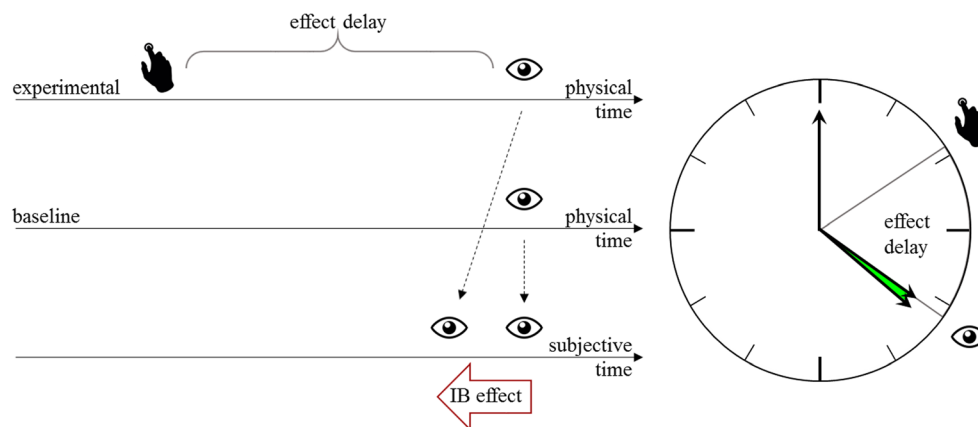 effect delay
experimental
physical
time
baseline
physical
time
subjective
time
IB effect
effect
delay